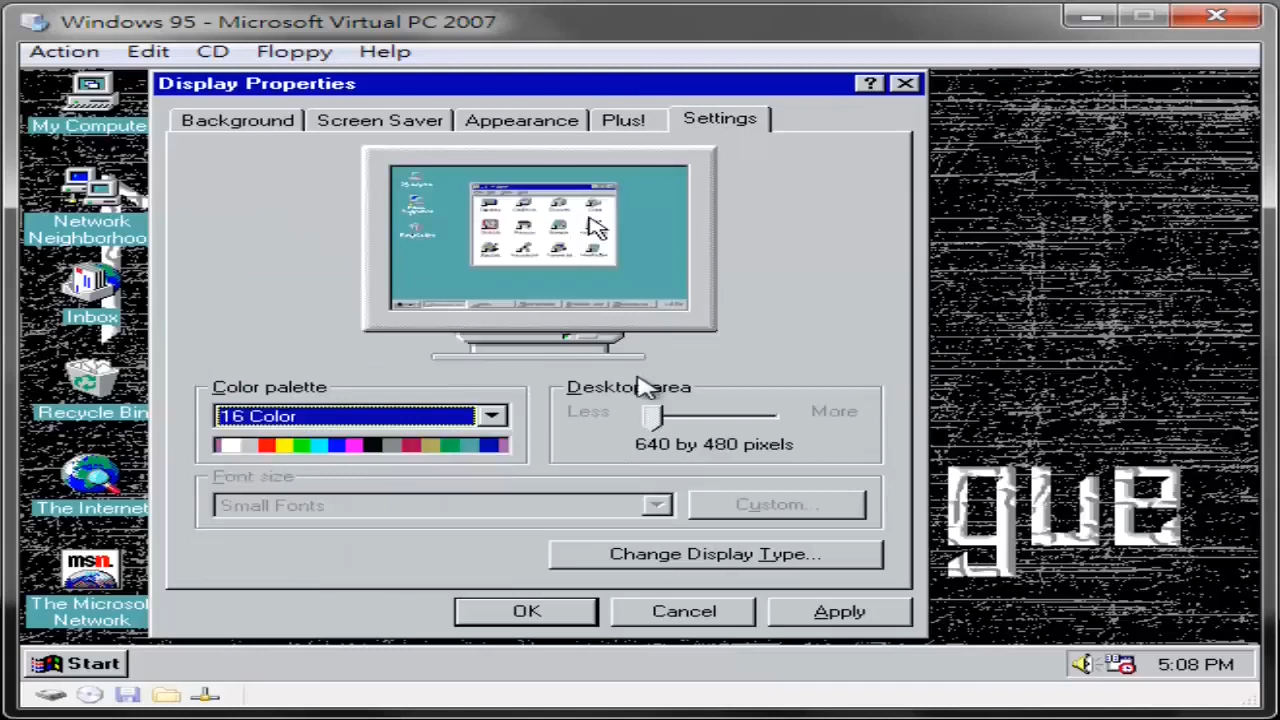 Windows 95 - Microsoft Virtual PC 2007
Action Edit CD Floppy Help
Display Properties
Background Screen Saver Appearance Plus! Settings
My Compute
Network
Neighborhoo
Inbox
Recycle Bin
The Internet
msn.
The Microsof
Network
Color palette
16 Color
Desktop area
Less More
640 by 480 pixels
Font size
Small Fonts
Custom...
Change Display Type...
OK Cancel Apply
gue
Start
5:08 PM